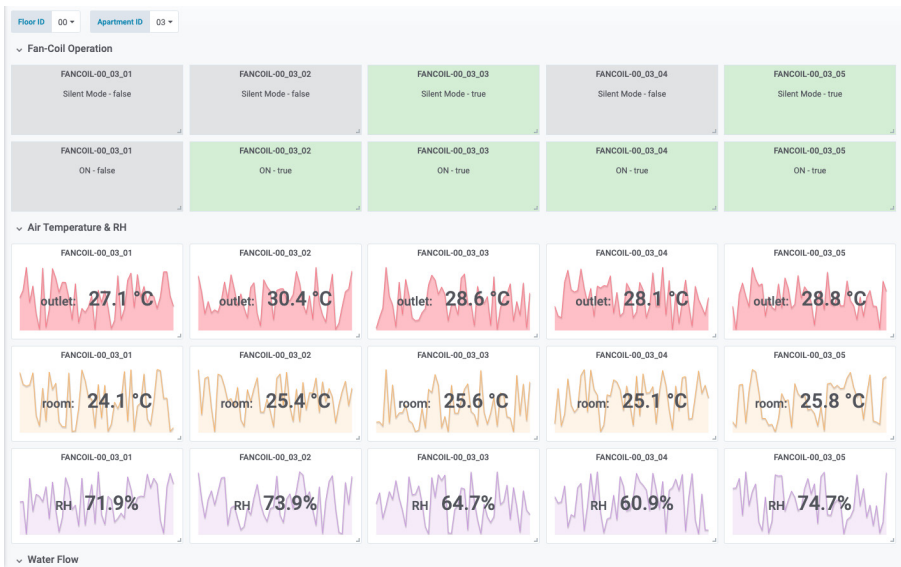 Floor ID 00 Apartment ID 03
Fan-Coil Operation
FANCOIL-00_03_01 FANCOIL-00_03_02 FANCOIL-00_03_03 FANCOIL-00_03_04 FANCOIL-00_03_05
Silent Mode - false Silent Mode - false Silent Mode - true Silent Mode - false Silent Mode - true
FANCOIL-00_03_01 FANCOIL-00_03_02 FANCOIL-00_03_03 FANCOIL-00_03_04 FANCOIL-00_03_05
ON - false ON - true ON - true ON - true ON - true
Air Temperature & RH
FANCOIL-00_03_01 FANCOIL-00_03_02 FANCOIL-00_03_03 FANCOIL-00_03_04 FANCOIL-00_03_05
outlet: 27.1 °C outlet: 30.4 °C outlet: 28.6 °C outlet: 28.1 °C outlet: 28.8 °C
FANCOIL-00_03_01 FANCOIL-00_03_02 FANCOIL-00_03_03 FANCOIL-00_03_04 FANCOIL-00_03_05
room: 24.1 °C room: 25.4 °C room: 25.6 °C room: 25.1 °C room: 25.8 °C
FANCOIL-00_03_01 FANCOIL-00_03_02 FANCOIL-00_03_03 FANCOIL-00_03_04 FANCOIL-00_03_05
RH 71.9% RH 73.9% RH 64.7% RH 60.9% RH 74.7%
Water Flow